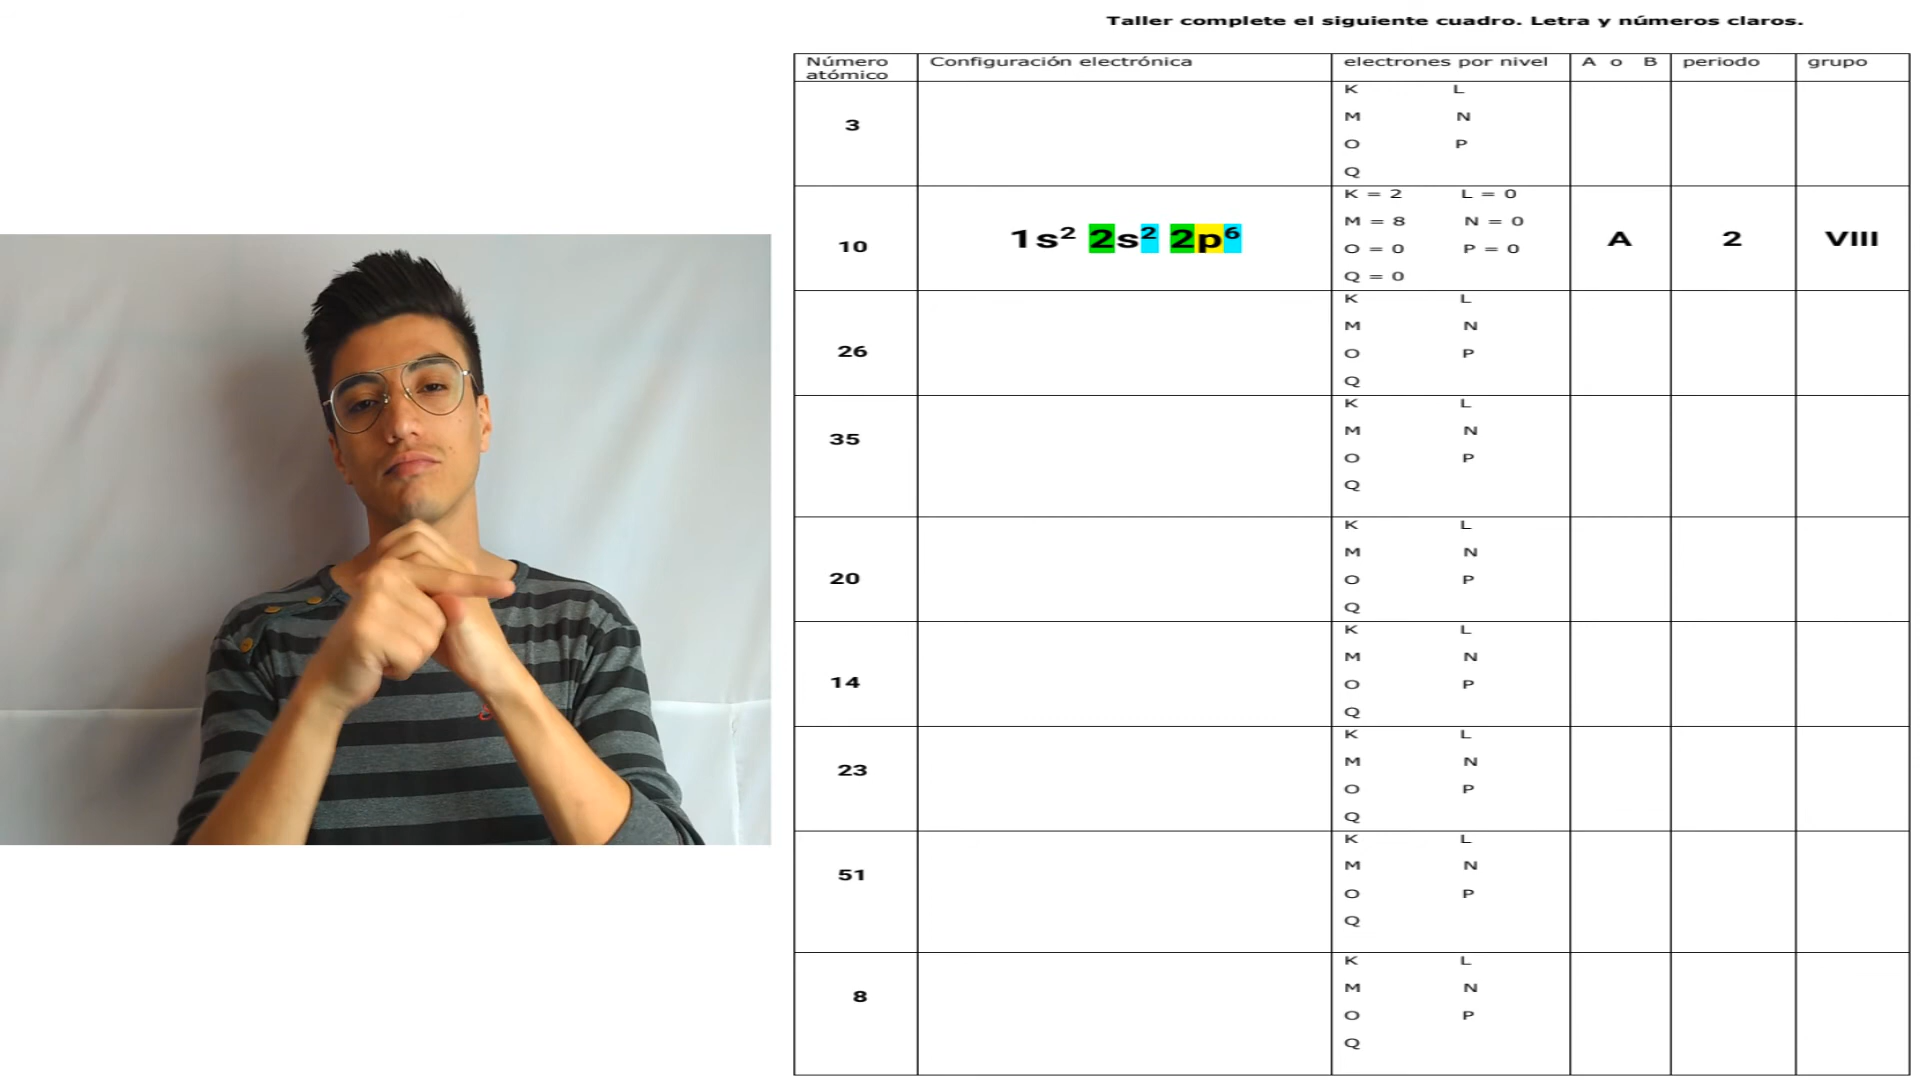 Taller complete el siguiente cuadro. Letra y números claros.
Número atómico Configuración electrónica electrones por nivel A o B periodo grupo
3
K L
M N
O P
Q
10 1s² 2s² 2p⁶
K = 2 L = 0
M = 8 N = 0
O = 0 P = 0
Q = 0
A 2 VIII
26
K L
M N
O P
Q
35
K L
M N
O P
Q
20
K L
M N
O P
Q
14
K L
M N
O P
Q
23
K L
M N
O P
Q
51
K L
M N
O P
Q
8
K L
M N
O P
Q